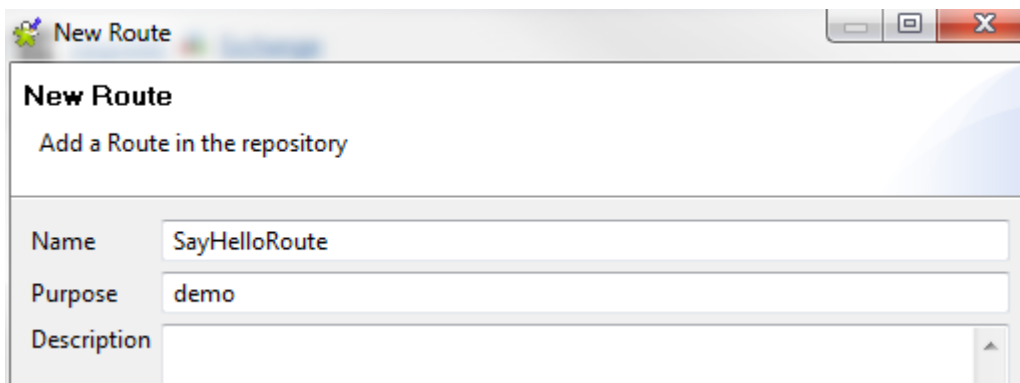 New Route
New Route
Add a Route in the repository
Name SayHelloRoute
Purpose demo
Description